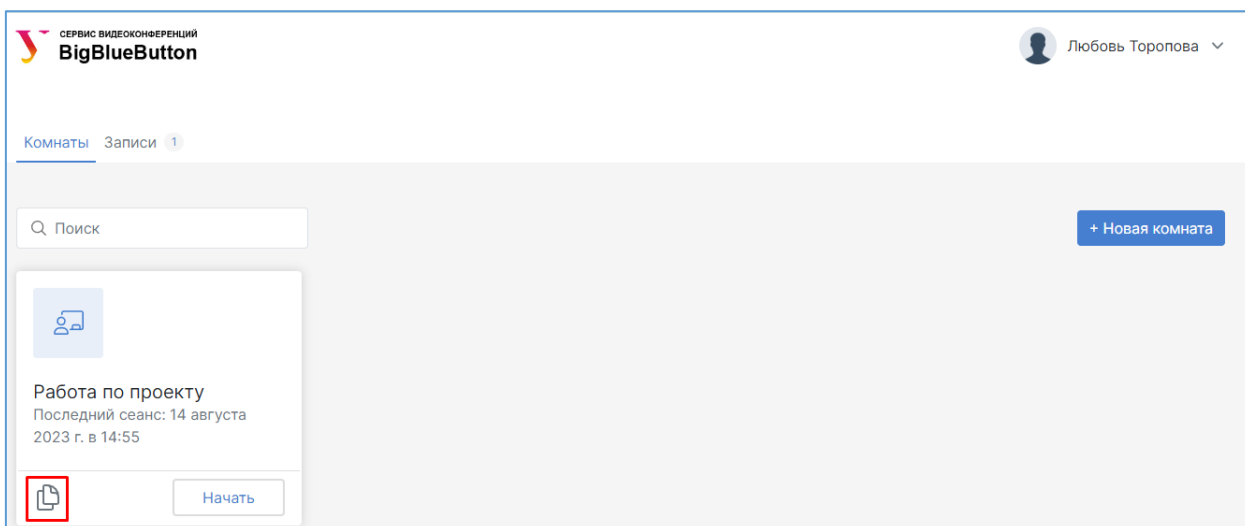 СЕРВИС ВИДЕОКОНФЕРЕНЦИЙ
BigBlueButton
Любовь Торопова
Комнаты Записи 1
Поиск
+ Новая комната
Работа по проекту
Последний сеанс: 14 августа
2023 г. в 14:55
Начать